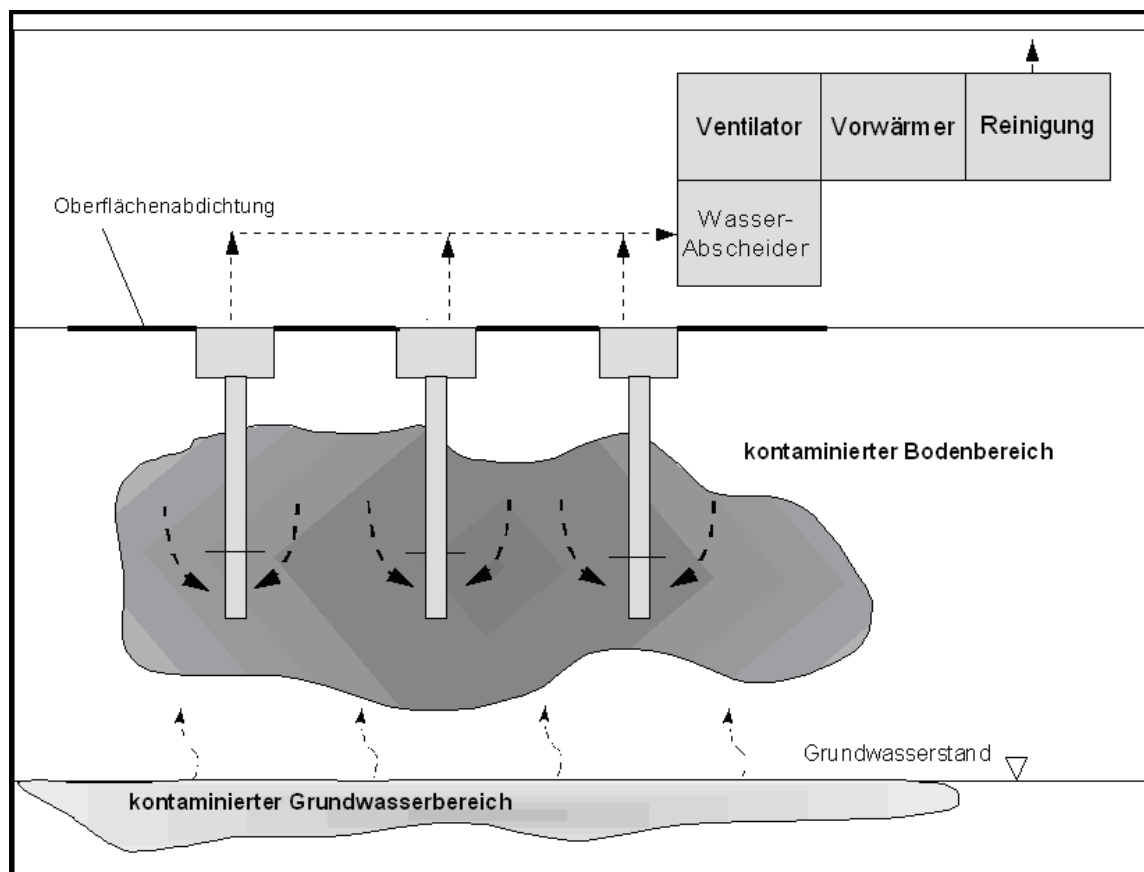 Ventilator
Vorwärmer
Reinigung
Oberflächenabdichtung
Wasser-
Abscheider
kontaminierter Bodenbereich
Grundwasserstand
kontaminierter Grundwasserbereich